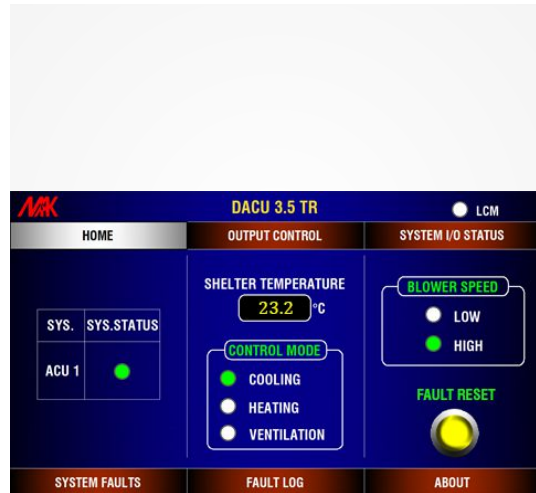 MAK
DACU 3.5 TR
LCM
HOME
OUTPUT CONTROL
SYSTEM I/O STATUS
SYS. SYS.STATUS
ACU 1
SHELTER TEMPERATURE
23.2 °C
CONTROL MODE
COOLING
HEATING
VENTILATION
BLOWER SPEED
LOW
HIGH
FAULT RESET
SYSTEM FAULTS
FAULT LOG
ABOUT